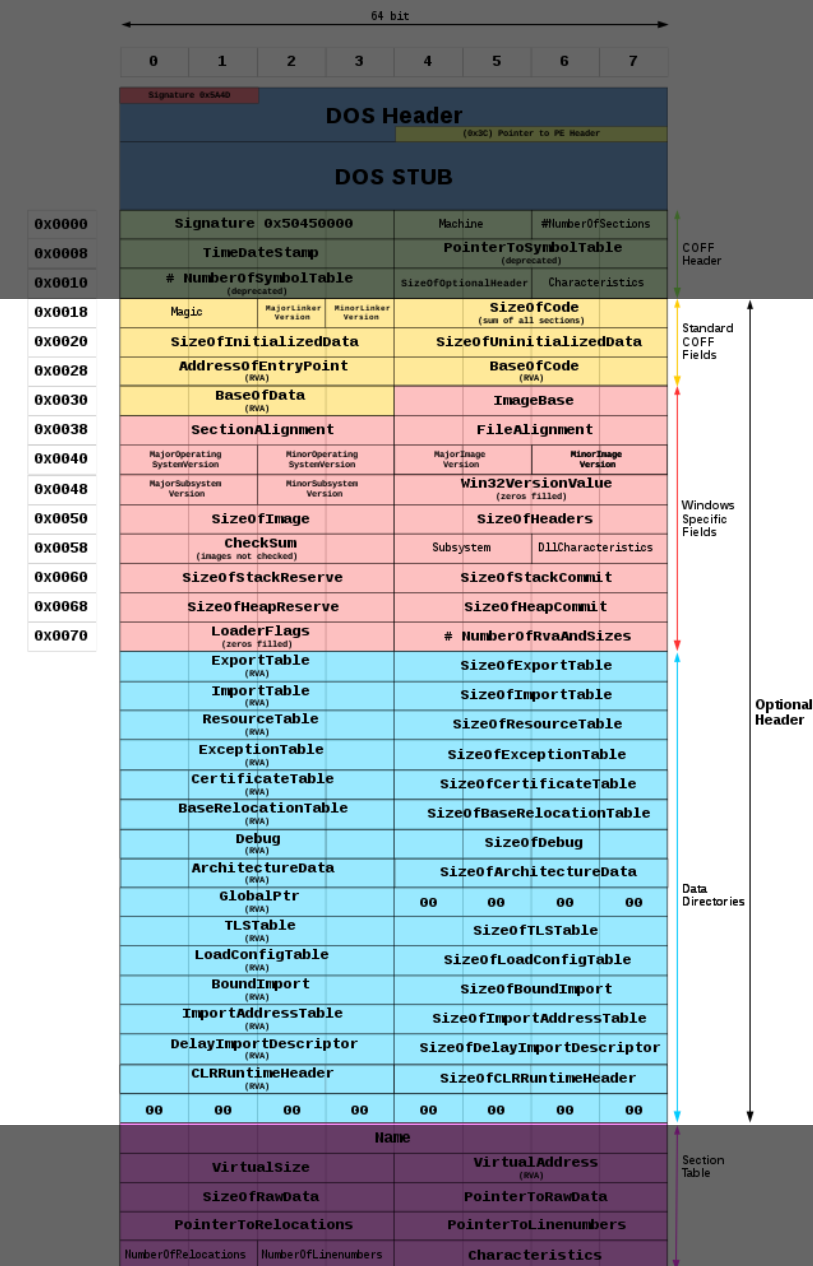 64 bit
0 1 2 3 4 5 6 7
Signature 0x5A4D
DOS Header
(0x3C) Pointer to PE Header
DOS STUB
0x0000 Signature 0x50450000 Machine #NumberOfSections
0x0008 TimeDateStamp PointerToSymbolTable
(deprecated)
COFF
Header
0x0010 # NumberOfSymbolTable SizeOfOptionalHeader Characteristics
(deprecated)
0x0018 Magic MajorLinker MinorLinker SizeOfCode
Version Version (sum of all sections)
Standard
COFF
Fields
0x0020 SizeOfInitializedData SizeOfUninitializedData
0x0028 AddressOfEntryPoint BaseOfCode
(RVA) (RVA)
0x0030 BaseOfData ImageBase
(RVA)
0x0038 SectionAlignment FileAlignment
0x0040 MajorOperating MinorOperating MajorImage MinorImage
SystemVersion SystemVersion Version Version
0x0048 MajorSubsystem MinorSubsystem Win32VersionValue
Version Version (zeros filled)
Windows
Specific
Fields
0x0050 SizeOfImage SizeOfHeaders
0x0058 CheckSum Subsystem DllCharacteristics
(images not checked)
0x0060 SizeOfStackReserve SizeOfStackCommit
0x0068 SizeOfHeapReserve SizeOfHeapCommit
0x0070 LoaderFlags # NumberOfRvaAndSizes
(zeros filled)
ExportTable SizeOfExportTable
(RVA)
ImportTable SizeOfImportTable
(RVA)
Optional
Header
ResourceTable SizeOfResourceTable
(RVA)
ExceptionTable SizeOfExceptionTable
(RVA)
CertificateTable SizeOfCertificateTable
(RVA)
BaseRelocationTable SizeOfBaseRelocationTable
(RVA)
Debug SizeOfDebug
(RVA)
ArchitectureData SizeOfArchitectureData
(RVA)
Data
Directories
GlobalPtr 00 00 00 00
(RVA)
TLSTable SizeOfTLSTable
(RVA)
LoadConfigTable SizeOfLoadConfigTable
(RVA)
BoundImport SizeOfBoundImport
(RVA)
ImportAddressTable SizeOfImportAddressTable
(RVA)
DelayImportDescriptor SizeOfDelayImportDescriptor
(RVA)
CLRRuntimeHeader SizeOfCLRRuntimeHeader
(RVA)
00 00 00 00 00 00 00 00
Name
VirtualSize VirtualAddress
(RVA)
Section
Table
SizeOfRawData PointerToRawData
PointerToRelocations PointerToLinenumbers
NumberOfRelocations NumberOfLinenumbers Characteristics